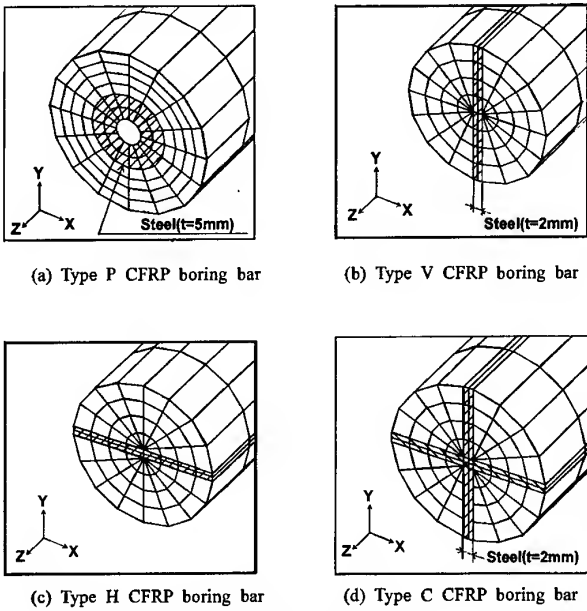 Y
Z
X
Steel(t=5mm)
(a) Type P CFRP boring bar
Y
Z
X
Steel(t=2mm)
(b) Type V CFRP boring bar
Y
Z
X
(c) Type H CFRP boring bar
Y
Z
X
Steel(t=2mm)
(d) Type C CFRP boring bar